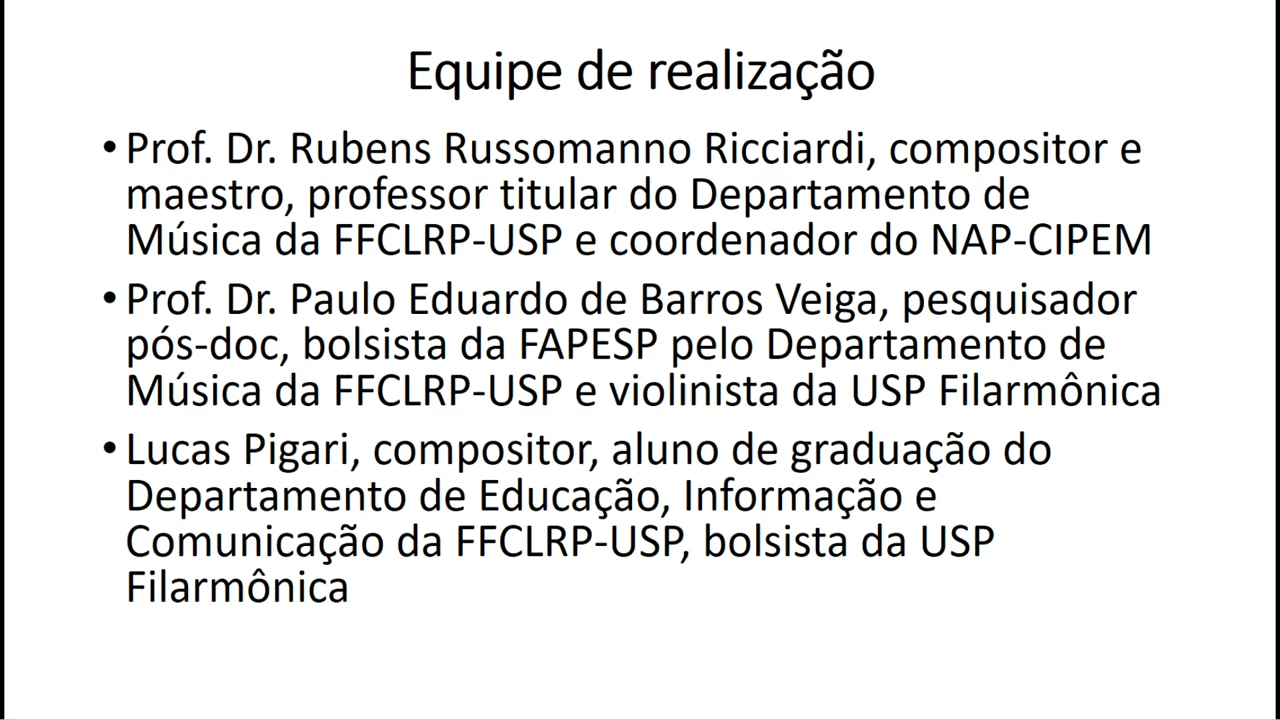 Equipe de realização
• Prof. Dr. Rubens Russomanno Ricciardi, compositor e
maestro, professor titular do Departamento de
Música da FFCLRP-USP e coordenador do NAP-CIPEM
• Prof. Dr. Paulo Eduardo de Barros Veiga, pesquisador
pós-doc, bolsista da FAPESP pelo Departamento de
Música da FFCLRP-USP e violinista da USP Filarmônica
• Lucas Pigari, compositor, aluno de graduação do
Departamento de Educação, Informação e
Comunicação da FFCLRP-USP, bolsista da USP
Filarmônica